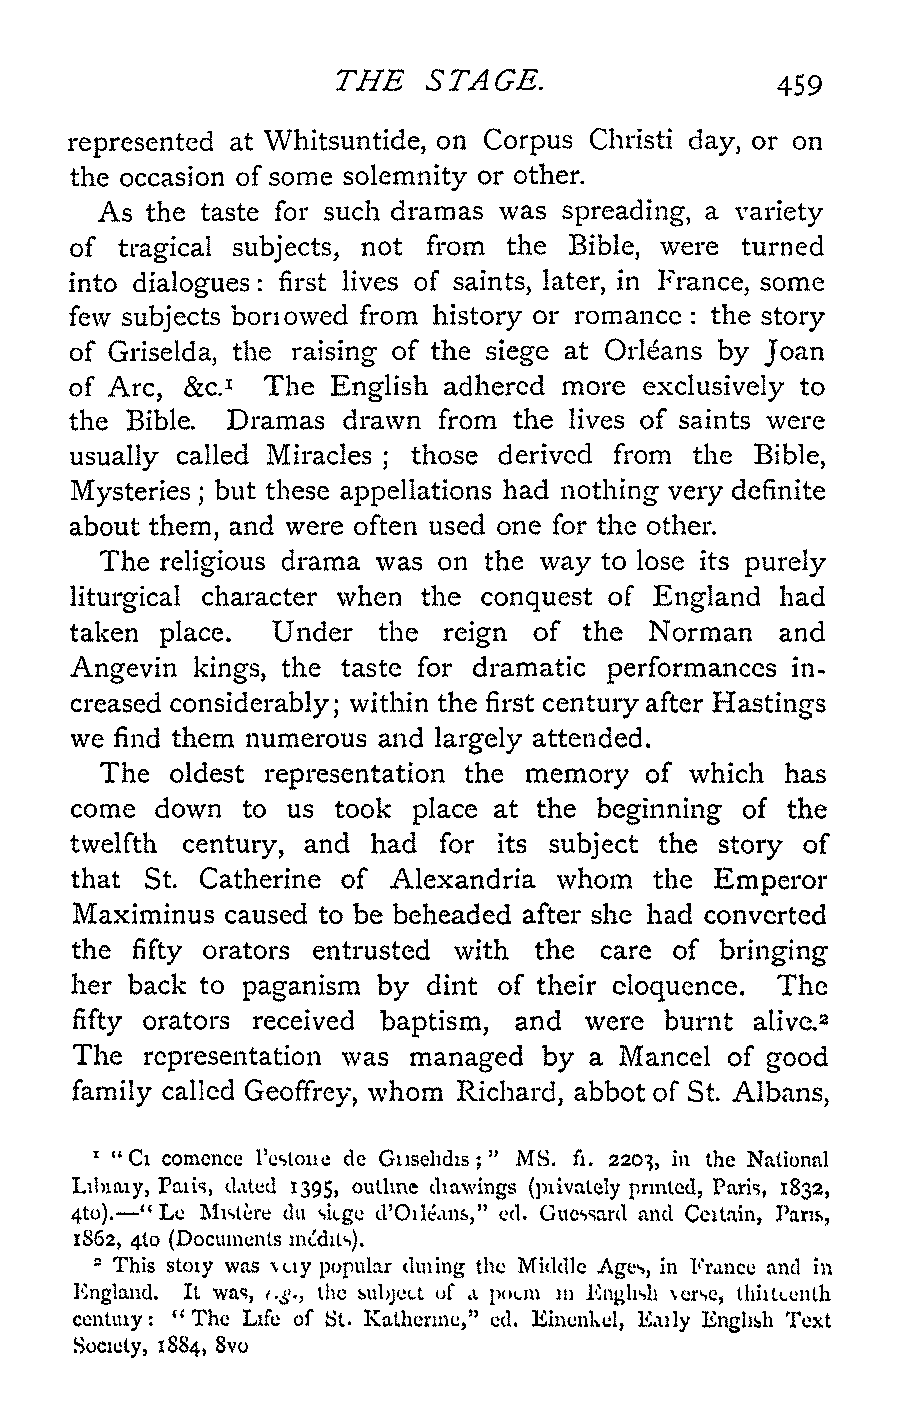 THE STAGE. 459
represented at Whitsuntide, on Corpus Christi day, or on
the occasion of some solemnity or other.
As the taste for such dramas was spreading, a variety
of tragical subjects, not from the Bible, were turned
into dialogues : first lives of saints, later, in France, some
few subjects borrowed from history or romance : the story
of Griselda, the raising of the siege at Orléans by Joan
of Arc, &c.¹ The English adhered more exclusively to
the Bible. Dramas drawn from the lives of saints were
usually called Miracles ; those derived from the Bible,
Mysteries ; but these appellations had nothing very definite
about them, and were often used one for the other.
The religious drama was on the way to lose its purely
liturgical character when the conquest of England had
taken place. Under the reign of the Norman and
Angevin kings, the taste for dramatic performances in-
creased considerably; within the first century after Hastings
we find them numerous and largely attended.
The oldest representation the memory of which has
come down to us took place at the beginning of the
twelfth century, and had for its subject the story of
that St. Catherine of Alexandria whom the Emperor
Maximinus caused to be beheaded after she had converted
the fifty orators entrusted with the care of bringing
her back to paganism by dint of their eloquence. The
fifty orators received baptism, and were burnt alive.²
The representation was managed by a Mancel of good
family called Geoffrey, whom Richard, abbot of St. Albans,
¹ "Ci comence l'estoire de Griselidis ;" MS. fr. 2203, in the National
Library, Paris, dated 1395, outline drawings (privately printed, Paris, 1832,
4to).—"Le Mistère du siege d'Orléans," ed. Guessard and Certain, Paris,
1862, 4to (Documents inédits).
² This story was very popular during the Middle Ages, in France and in
England. It was, e.g., the subject of a poem in English verse, thirteenth
century : "The Life of St. Katherine," ed. Einenkel, Early English Text
Society, 1884, 8vo